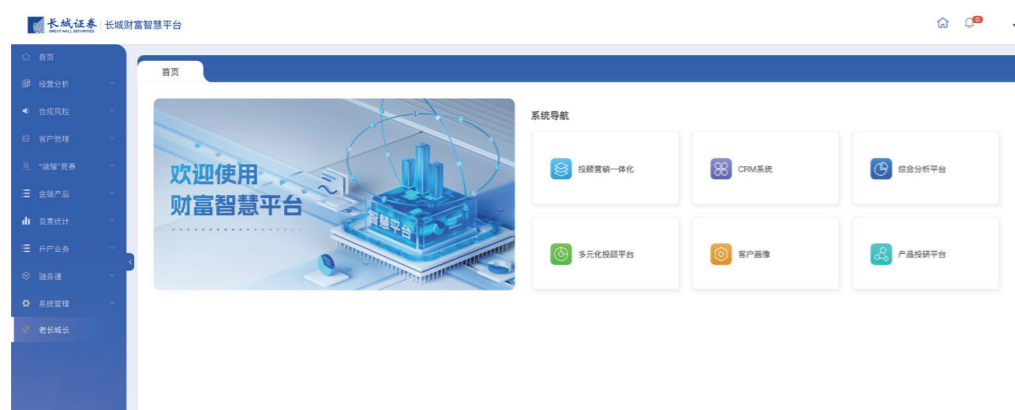 长城证券 长城财富智慧平台
GREAT WALL SECURITIES
首页
经营分析
合规风控
客户管理
金融产品
竞赛统计
开户业务
融券通
系统管理
老长城长
首页
欢迎使用
财富智慧平台
智慧平台
系统导航
投顾营销一体化
CRM系统
综合分析平台
多元化投顾平台
客户画像
产品投研平台